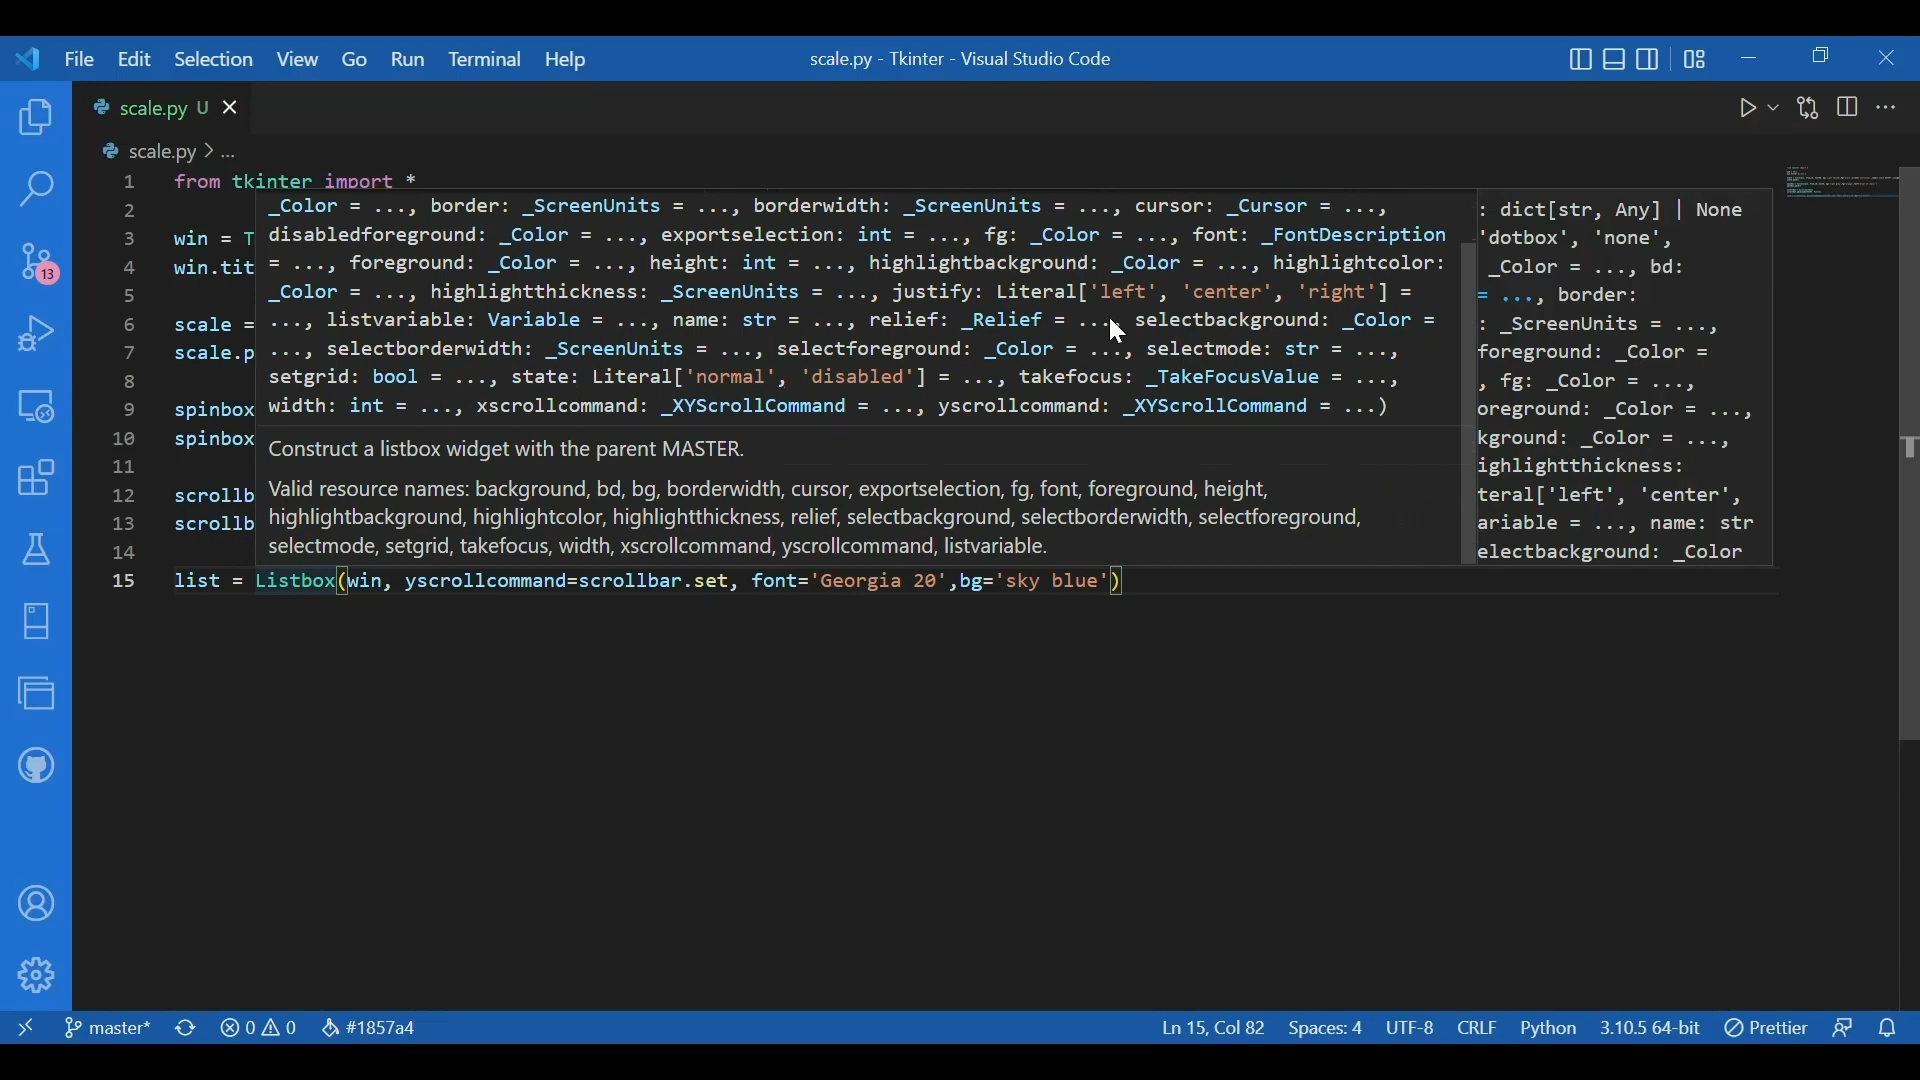 File Edit Selection View Go Run Terminal Help scale.py - Tkinter - Visual Studio Code
scale.py U
scale.py > ...
1 from tkinter import *
_Color = ..., border: _ScreenUnits = ..., borderwidth: _ScreenUnits = ..., cursor: _Cursor = ...,
: dict[str, Any] | None
2
disabledforeground: _Color = ..., exportselection: int = ..., fg: _Color = ..., font: _FontDescription
'dotbox', 'none',
3 win = T
= ..., foreground: _Color = ..., height: int = ..., highlightbackground: _Color = ..., highlightcolor:
_Color = ..., bd:
4 win.tit
_Color = ..., highlightthickness: _ScreenUnits = ..., justify: Literal['left', 'center', 'right'] =
= ..., border:
5
..., listvariable: Variable = ..., name: str = ..., relief: _Relief = ..., selectbackground: _Color =
: _ScreenUnits = ...,
6 scale =
..., selectborderwidth: _ScreenUnits = ..., selectforeground: _Color = ..., selectmode: str = ...,
foreground: _Color =
7 scale.p
setgrid: bool = ..., state: Literal['normal', 'disabled'] = ..., takefocus: _TakeFocusValue = ...,
, fg: _Color = ...,
8
width: int = ..., xscrollcommand: _XYScrollCommand = ..., yscrollcommand: _XYScrollCommand = ...)
oreground: _Color = ...,
9 spinbox
kground: _Color = ...,
10 spinbox
Construct a listbox widget with the parent MASTER.
ighlightthickness:
11
Valid resource names: background, bd, bg, borderwidth, cursor, exportselection, fg, font, foreground, height,
teral['left', 'center',
12 scrollb
highlightbackground, highlightcolor, highlightthickness, relief, selectbackground, selectborderwidth, selectforeground,
ariable = ..., name: str
13 scrollb
selectmode, setgrid, takefocus, width, xscrollcommand, yscrollcommand, listvariable.
electbackground: _Color
14
15 list = Listbox(win, yscrollcommand=scrollbar.set, font='Georgia 20',bg='sky blue')
13
master* 0 0 #1857a4 Ln 15, Col 82 Spaces: 4 UTF-8 CRLF Python 3.10.5 64-bit Prettier